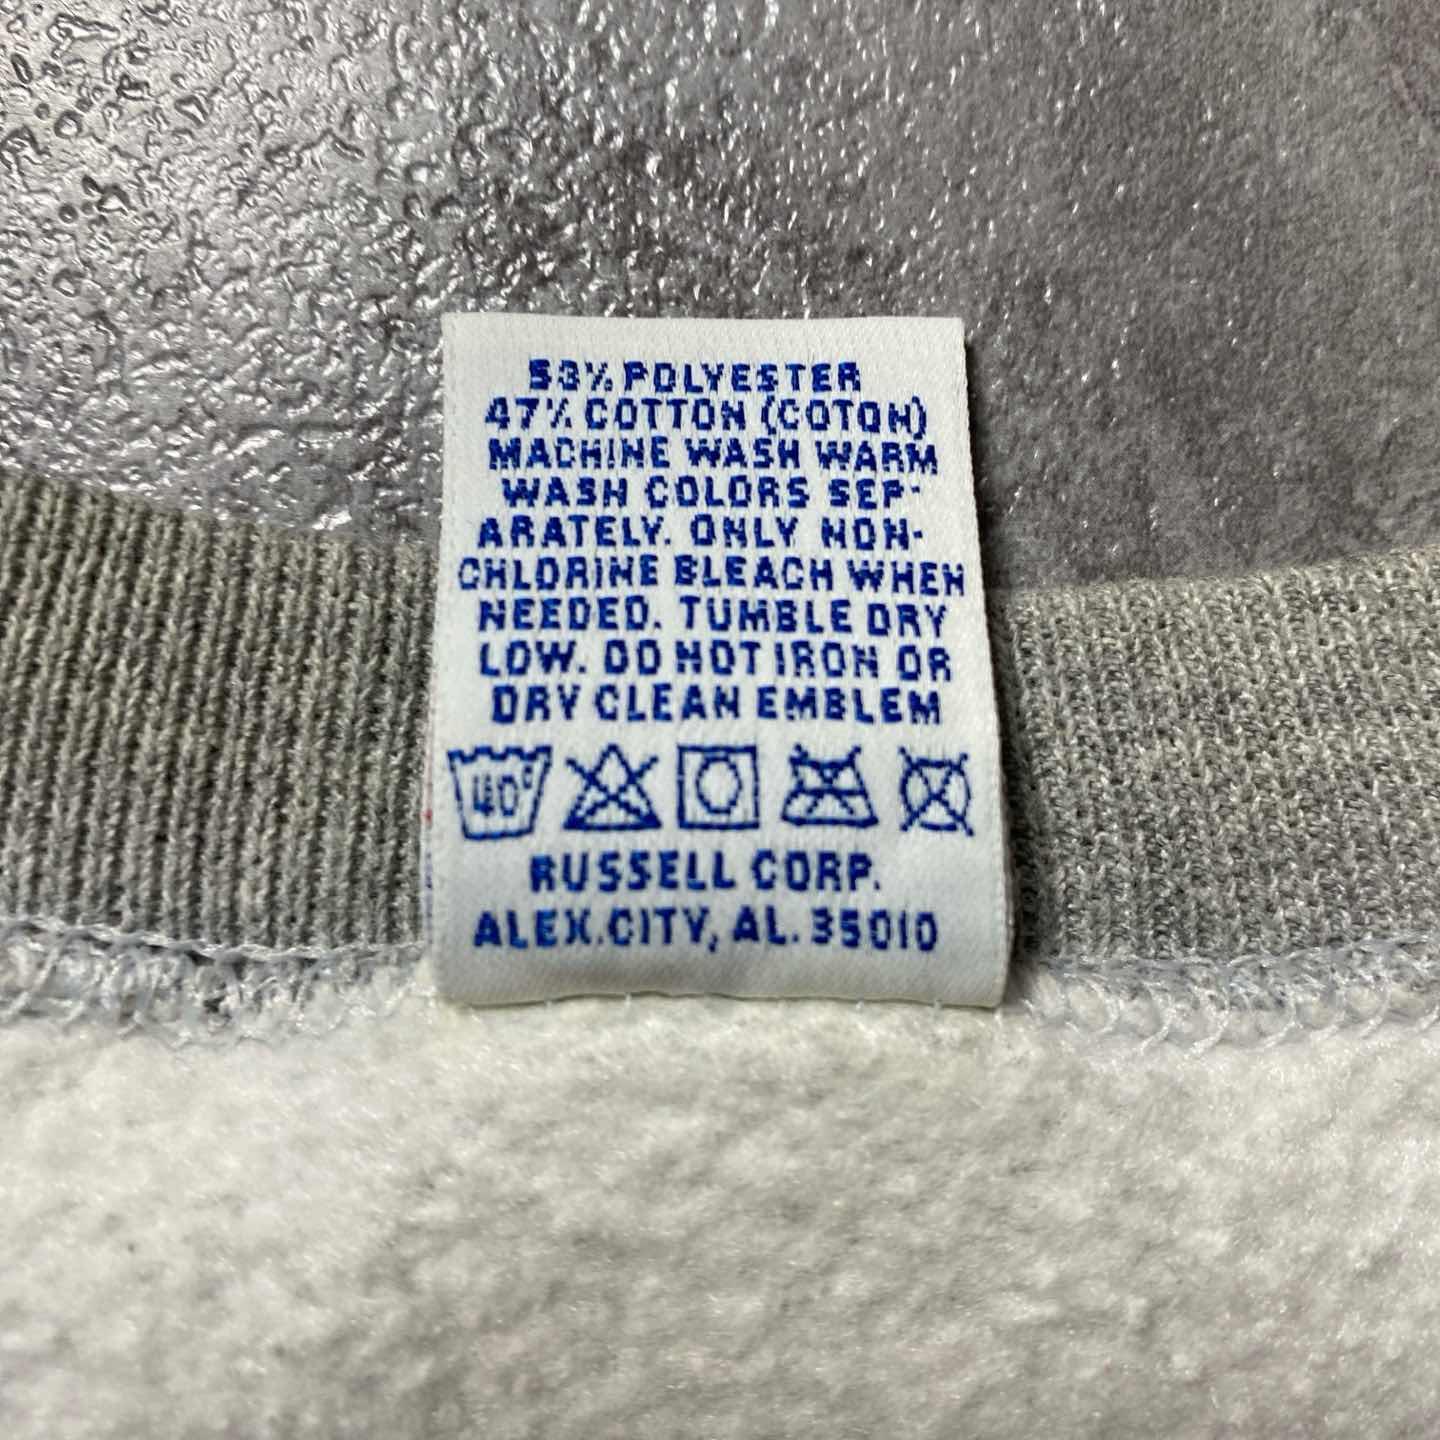 53% POLYESTER
47% COTTON (COTON)
MACHINE WASH WARM
WASH COLORS SEP-
ARATELY. ONLY NON-
CHLORINE BLEACH WHEN
NEEDED. TUMBLE DRY
LOW. DO NOT IRON OR
DRY CLEAN EMBLEM
40°
RUSSELL CORP.
ALEX.CITY, AL. 35010